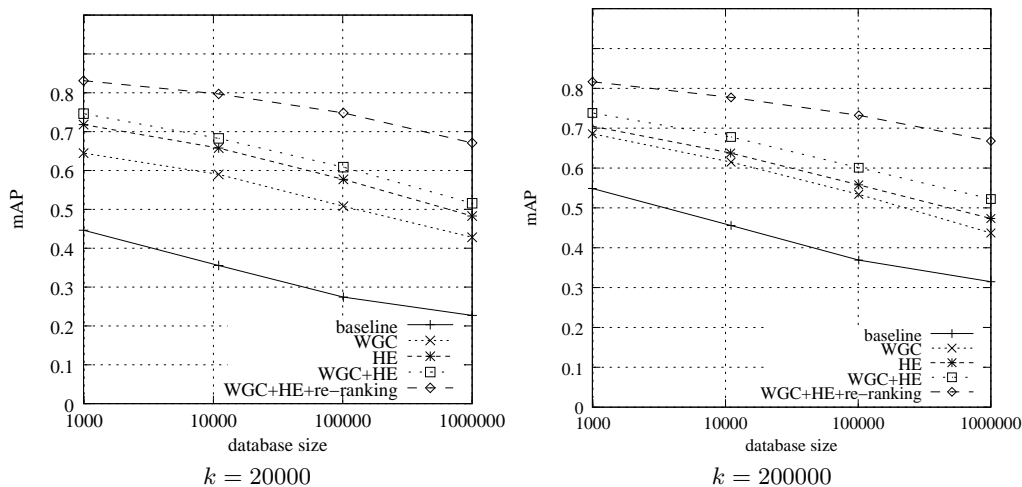 0.8
0.7
0.6
0.5
0.4
0.3
0.2
0.1
0
mAP
1000
10000
100000
1000000
database size
baseline
WGC
HE
WGC+HE
WGC+HE+re−ranking
k = 20000
0.8
0.7
0.6
0.5
0.4
0.3
0.2
0.1
0
mAP
1000
10000
100000
1000000
database size
baseline
WGC
HE
WGC+HE
WGC+HE+re−ranking
k = 200000